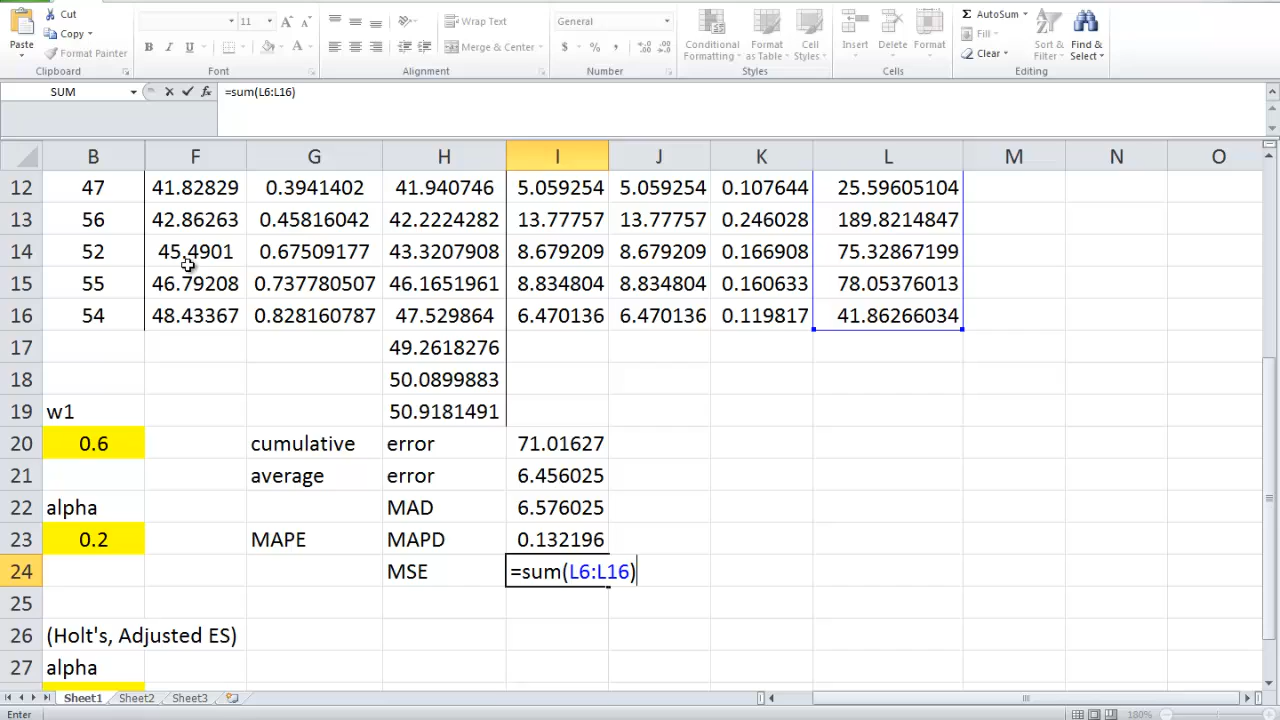 Cut
Copy
Format Painter
Paste
Clipboard
11
A A
B I U
A
Font
Wrap Text
Merge & Center
Alignment
General
$ % ,
Number
Conditional Formatting
Format as Table
Cell Styles
Styles
Insert
Delete
Format
Cells
Σ AutoSum
Fill
Clear
Sort & Filter
Find & Select
Editing
SUM fx =sum(L6:L16)
B F G H I J K L M N O
12 47 41.82829 0.3941402 41.940746 5.059254 5.059254 0.107644 25.59605104
13 56 42.86263 0.45816042 42.2224282 13.77757 13.77757 0.246028 189.8214847
14 52 45.4901 0.67509177 43.3207908 8.679209 8.679209 0.166908 75.32867199
15 55 46.79208 0.737780507 46.1651961 8.834804 8.834804 0.160633 78.05376013
16 54 48.43367 0.828160787 47.529864 6.470136 6.470136 0.119817 41.86266034
17 49.2618276
18 50.0899883
19 w1 50.9181491
20 0.6 cumulative error 71.01627
21 average error 6.456025
22 alpha MAD 6.576025
23 0.2 MAPE MAPD 0.132196
24 MSE =sum(L6:L16)
25
26 (Holt's, Adjusted ES)
27 alpha
Sheet1 Sheet2 Sheet3
Enter 180%